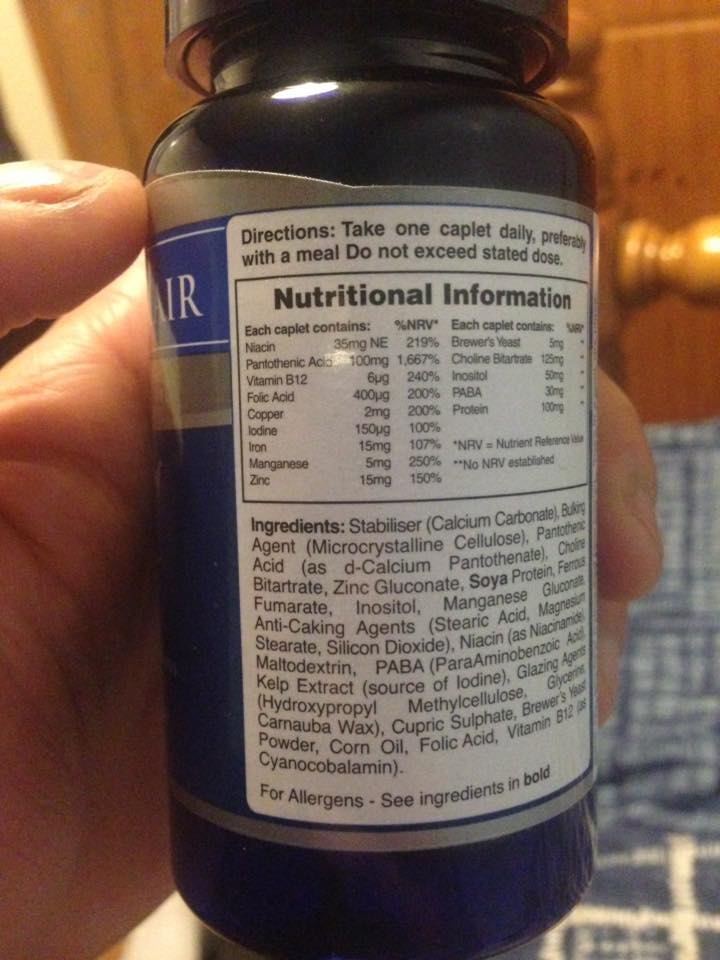 AIR
Directions: Take one caplet daily, preferably
with a meal Do not exceed stated dose.
Nutritional Information
Each caplet contains: %NRV*
Niacin 35mg NE 219%
Pantothenic Acid 100mg 1,667%
Vitamin B12 6µg 240%
Folic Acid 400µg 200%
Copper 2mg 200%
Iodine 150µg 100%
Iron 15mg 107%
Manganese 5mg 250%
Zinc 15mg 150%
Each caplet contains: %NRV*
Brewer's Yeast 5mg **
Choline Bitartrate 125mg **
Inositol 50mg **
PABA 30mg **
Protein 100mg **
*NRV = Nutrient Reference Value
**No NRV established
Ingredients: Stabiliser (Calcium Carbonate), Bulking
Agent (Microcrystalline Cellulose), Pantothenic
Acid (as d-Calcium Pantothenate), Choline
Bitartrate, Zinc Gluconate, Soya Protein, Ferrous
Fumarate, Inositol, Manganese Gluconate,
Anti-Caking Agents (Stearic Acid, Magnesium
Stearate, Silicon Dioxide), Niacin (as Niacinamide),
Maltodextrin, PABA (ParaAminobenzoic Acid),
Kelp Extract (source of Iodine), Glazing Agents
(Hydroxypropyl Methylcellulose, Glycerine,
Carnauba Wax), Cupric Sulphate, Brewer's Yeast
Powder, Corn Oil, Folic Acid, Vitamin B12 (as
Cyanocobalamin).
For Allergens - See ingredients in bold